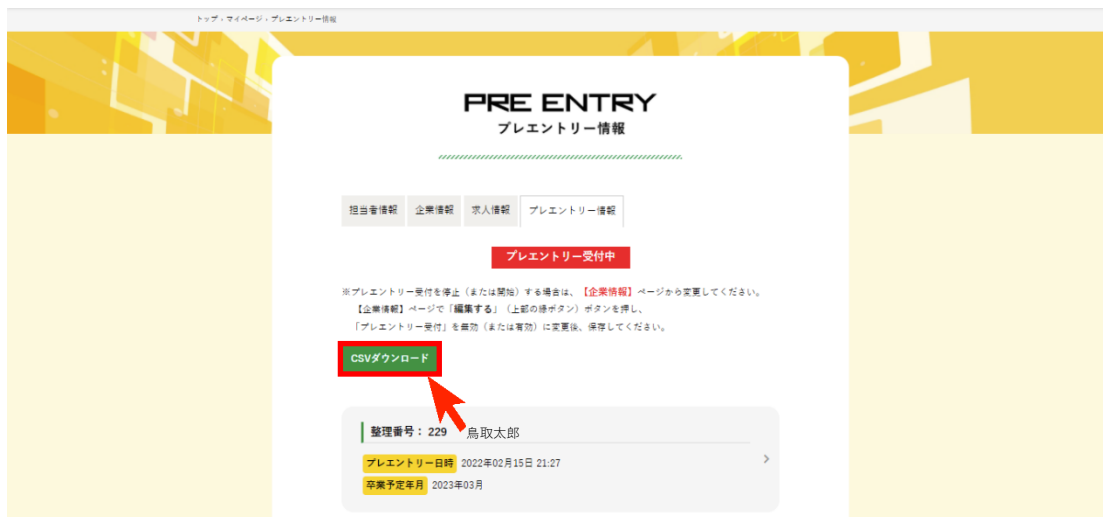 トップ › マイページ › プレエントリー情報
PRE ENTRY
プレエントリー情報
担当者情報 企業情報 求人情報 プレエントリー情報
プレエントリー受付中
※プレエントリー受付を停止（または開始）する場合は、【企業情報】ページから変更してください。
【企業情報】ページで「編集する」（上部の緑ボタン）ボタンを押し、
「プレエントリー受付」を無効（または有効）に変更後、保存してください。
CSVダウンロード
整理番号： 229 鳥取太郎
プレエントリー日時 2022年02月15日 21:27
卒業予定年月 2023年03月